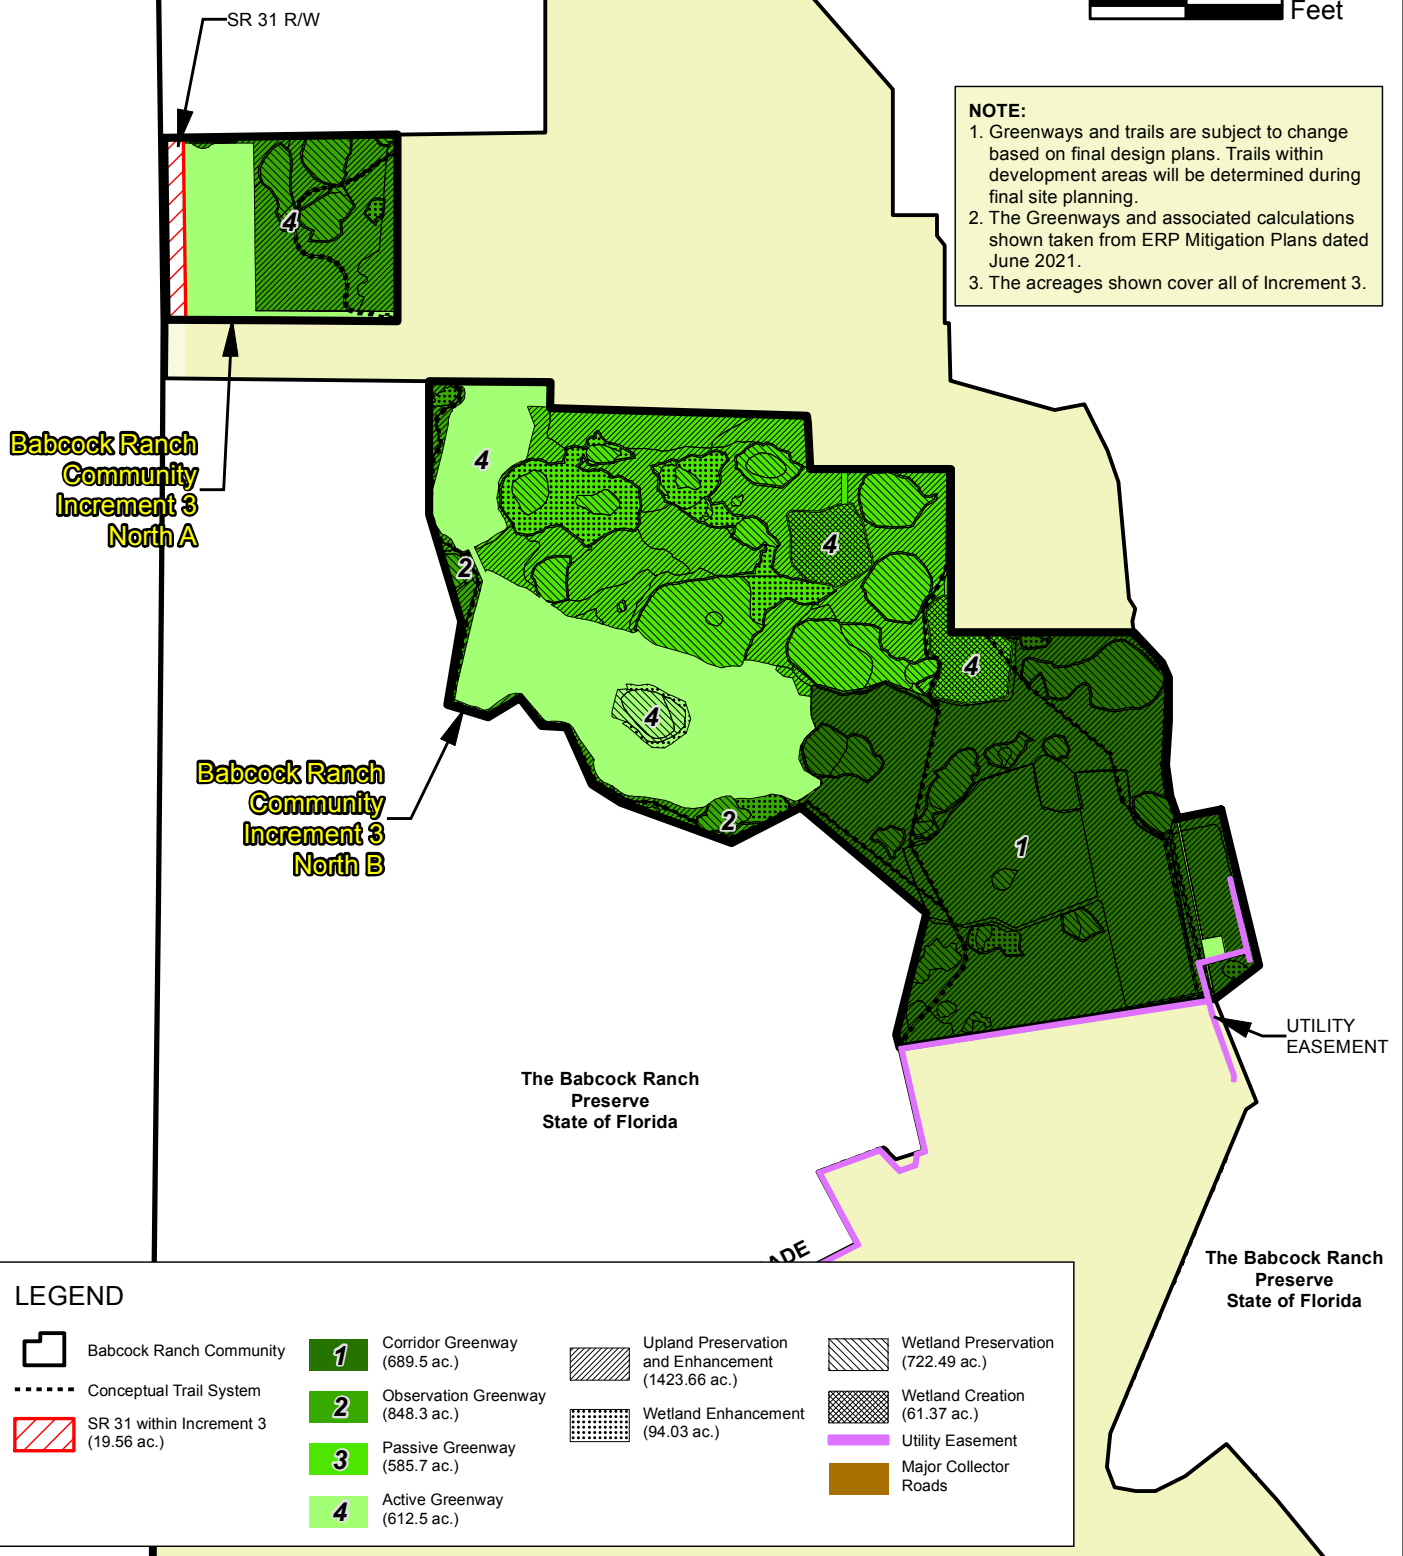 SR 31 R/W
Feet
NOTE:
1. Greenways and trails are subject to change
based on final design plans. Trails within
development areas will be determined during
final site planning.
2. The Greenways and associated calculations
shown taken from ERP Mitigation Plans dated
June 2021.
3. The acreages shown cover all of Increment 3.
4
Babcock Ranch
Community
Increment 3
North A
4
4
2
4
4
Babcock Ranch
Community
Increment 3
North B
2
1
UTILITY
EASEMENT
The Babcock Ranch
Preserve
State of Florida
ADE
The Babcock Ranch
Preserve
State of Florida
LEGEND
Babcock Ranch Community
Conceptual Trail System
SR 31 within Increment 3
(19.56 ac.)
1
Corridor Greenway
(689.5 ac.)
2
Observation Greenway
(848.3 ac.)
3
Passive Greenway
(585.7 ac.)
4
Active Greenway
(612.5 ac.)
Upland Preservation
and Enhancement
(1423.66 ac.)
Wetland Enhancement
(94.03 ac.)
Wetland Preservation
(722.49 ac.)
Wetland Creation
(61.37 ac.)
Utility Easement
Major Collector
Roads